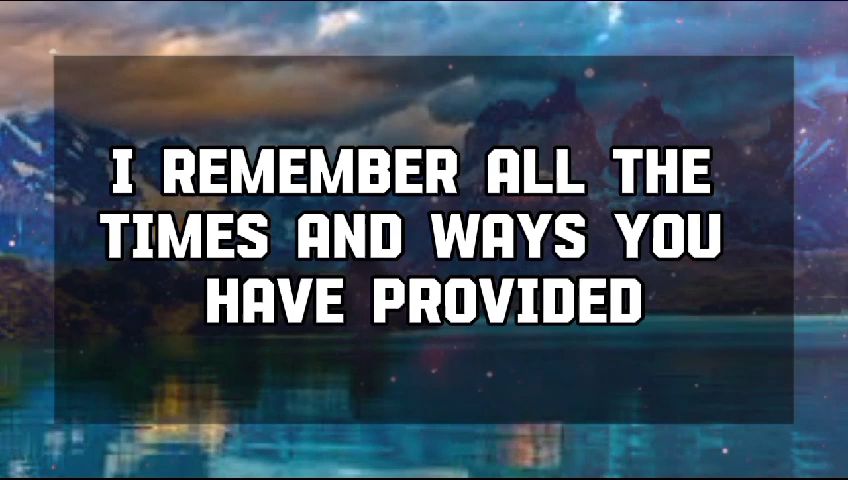 I REMEMBER ALL THE
TIMES AND WAYS YOU
HAVE PROVIDED